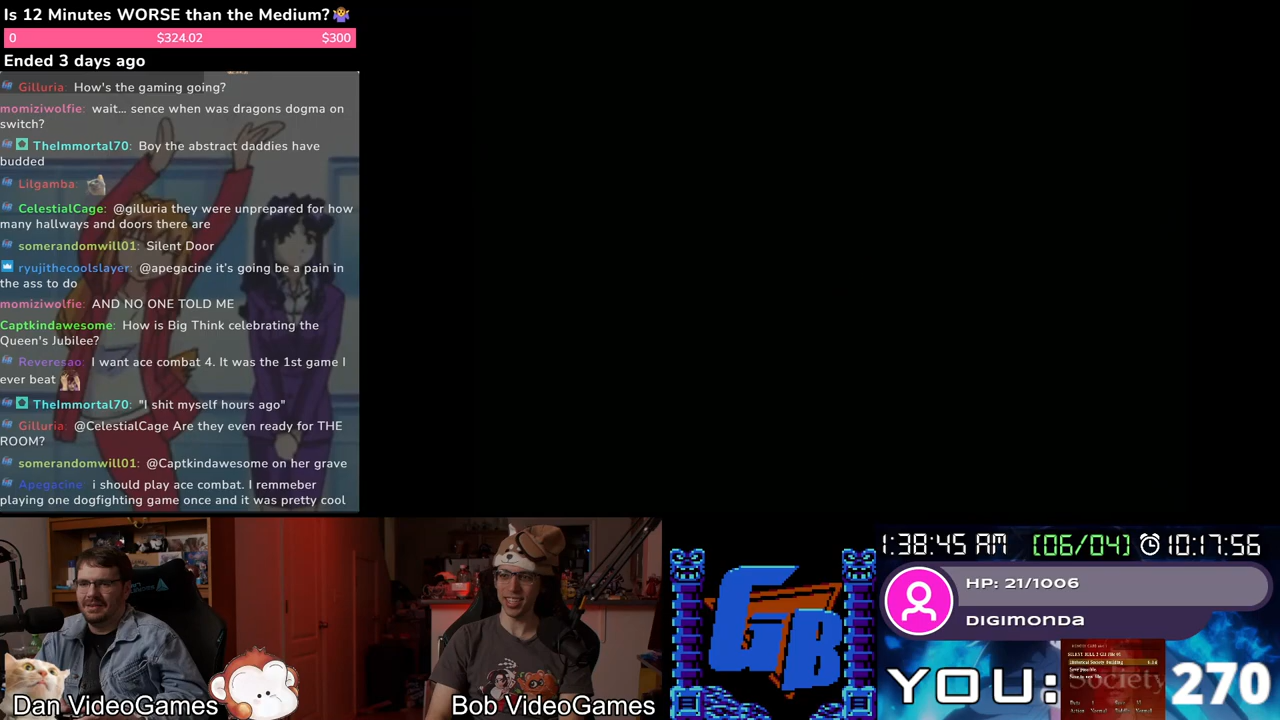 Is 12 Minutes WORSE than the Medium?🤷
0 $324.02 $300
Ended 3 days ago
Gilluria: How's the gaming going?
momiziwolfie: wait... sence when was dragons dogma on
switch?
TheImmortal70: Boy the abstract daddies have
budded
Lilgamba:
CelestialCage: @gilluria they were unprepared for how
many hallways and doors there are
somerandomwill01: Silent Door
ryujithecoolslayer: @apegacine it's going be a pain in
the ass to do
momiziwolfie: AND NO ONE TOLD ME
Captkindawesome: How is Big Think celebrating the
Queen's Jubilee?
Reveresao: I want ace combat 4. It was the 1st game I
ever beat
TheImmortal70: "I shit myself hours ago"
Gilluria: @CelestialCage Are they even ready for THE
ROOM?
somerandomwill01: @Captkindawesome on her grave
Apegacine i should play ace combat. I remmeber
playing one dogfighting game once and it was pretty cool
Dan VideoGames
Bob VideoGames
GB
1:38:45 AM [06/04] 10:17:56
HP: 21/1006
DIGIMONDA
YOU:
Society
270